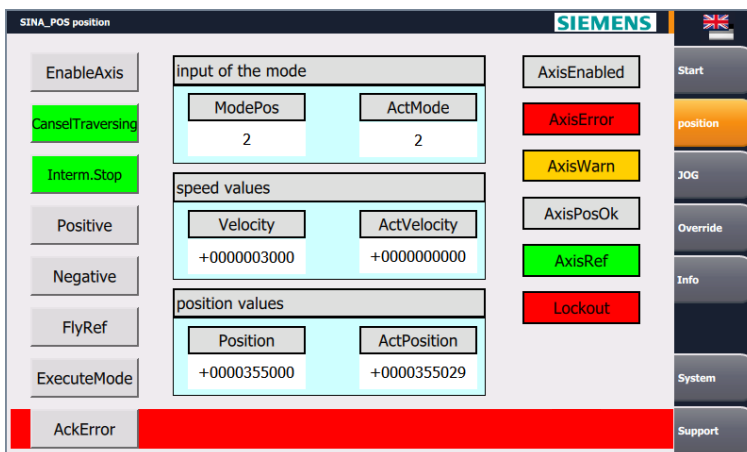 SINA_POS position
SIEMENS
EnableAxis
CanselTraversing
Interm.Stop
Positive
Negative
FlyRef
ExecuteMode
AckError
input of the mode
ModePos
ActMode
2
2
speed values
Velocity
ActVelocity
+0000003000
+0000000000
position values
Position
ActPosition
+0000355000
+0000355029
AxisEnabled
AxisError
AxisWarn
AxisPosOk
AxisRef
Lockout
Start
position
JOG
Override
Info
System
Support